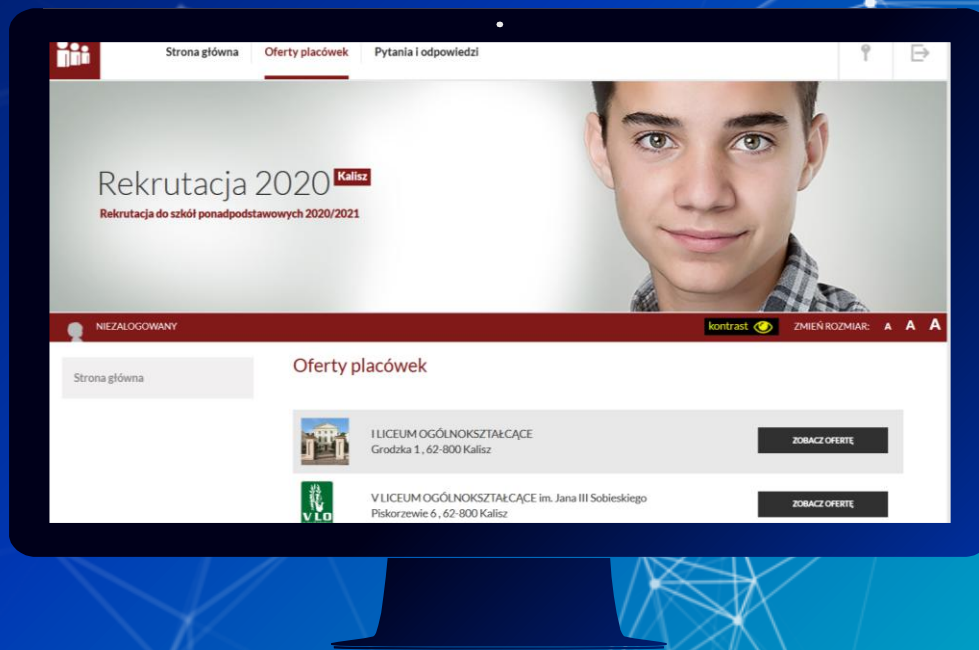 Strona główna Oferty placówek Pytania i odpowiedzi
Rekrutacja 2020 Kalisz
Rekrutacja do szkół ponadpodstawowych 2020/2021
NIEZALOGOWANY
kontrast ZMIEŃ ROZMIAR: A A A
Strona główna
Oferty placówek
I LICEUM OGÓLNOKSZTAŁCĄCE
Grodzka 1 , 62-800 Kalisz
ZOBACZ OFERTĘ
V LO
V LICEUM OGÓLNOKSZTAŁCĄCE im. Jana III Sobieskiego
Piskorzewie 6 , 62-800 Kalisz
ZOBACZ OFERTĘ